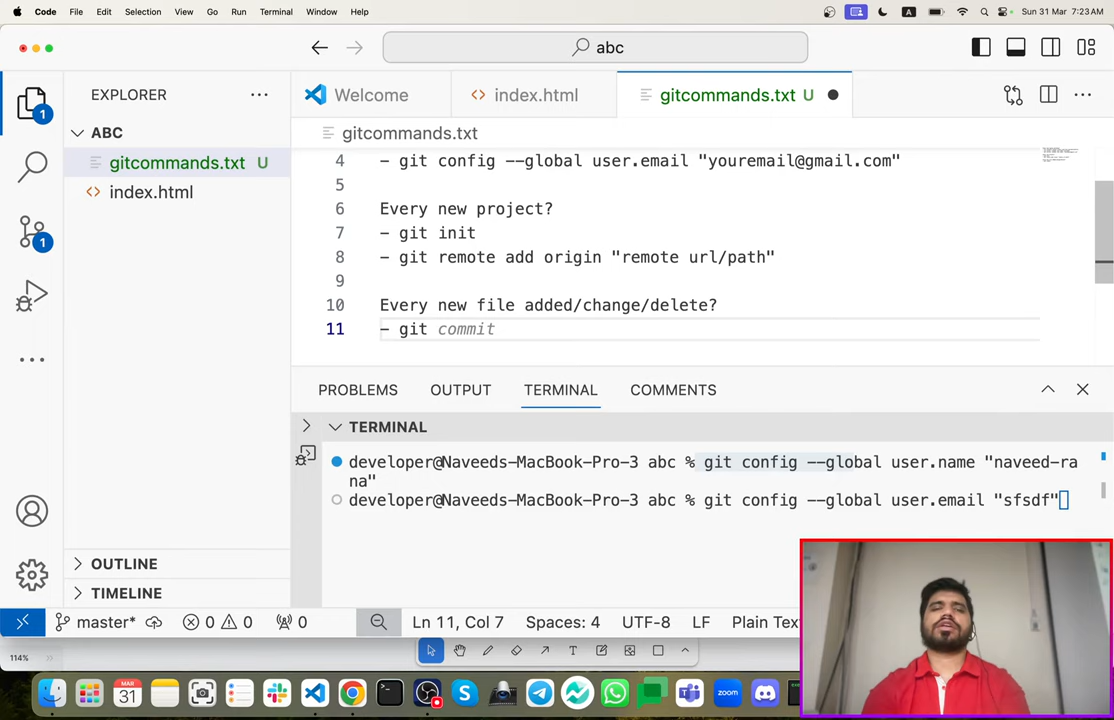 Code File Edit Selection View Go Run Terminal Window Help A Sun 31 Mar 7:23 AM
abc
EXPLORER
Welcome
index.html
gitcommands.txt U
1
ABC
gitcommands.txt
gitcommands.txt U
4 - git config --global user.email "youremail@gmail.com"
index.html
5
6 Every new project?
7 - git init
1
8 - git remote add origin "remote url/path"
9
10 Every new file added/change/delete?
11 - git commit
PROBLEMS OUTPUT TERMINAL COMMENTS
TERMINAL
developer@Naveeds-MacBook-Pro-3 abc % git config --global user.name "naveed-ra
na"
developer@Naveeds-MacBook-Pro-3 abc % git config --global user.email "sfsdf"
OUTLINE
TIMELINE
master* 0 0 0 Ln 11, Col 7 Spaces: 4 UTF-8 LF Plain Tex
114%
T
MAR
31
zoom